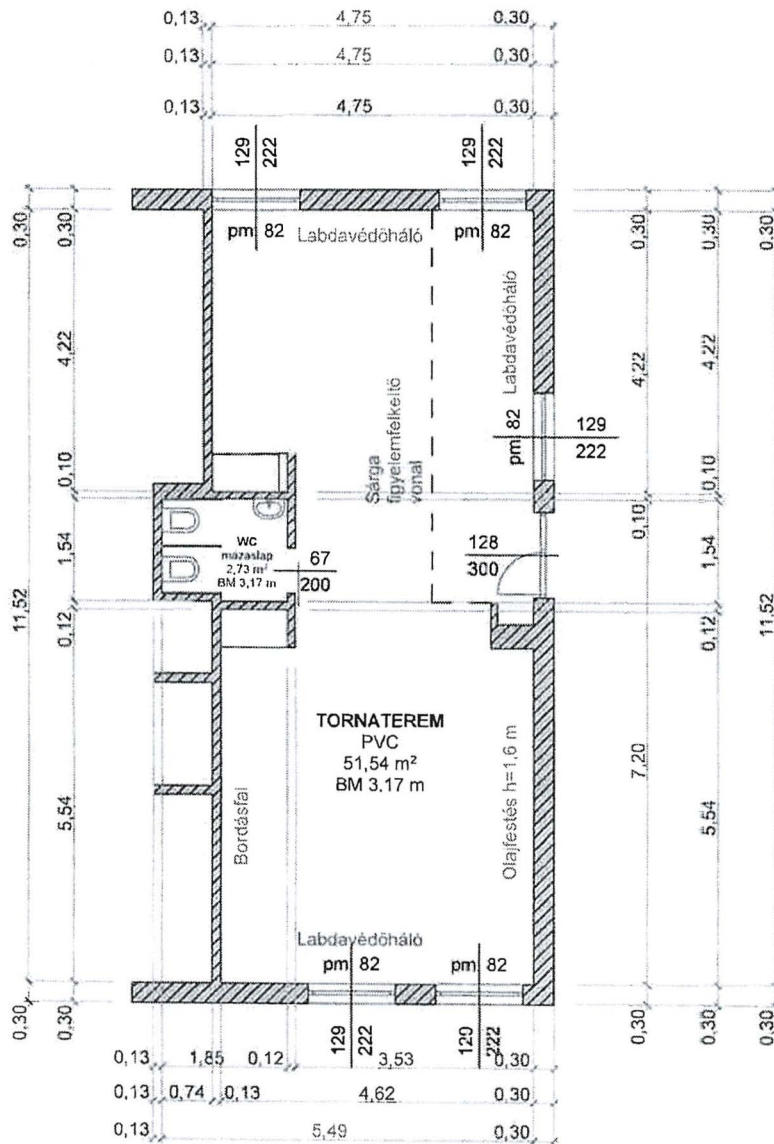 0,13 4,75 0.30
0,13 4,75 0,30
0,13 4,75 0,30
129 222
129 222
0,30
0,30
pm 82
Labdavédőháló
pm 82
0,30
0,30
0,30
Labdavédőháló
4,22
4,22
4,22
Sárga
figyelemfelkeltő
vonal
pm 82
129
222
0,10
0,10
0,10
1,54
WC
mázaslap
2,73 m²
BM 3,17 m
67
200
128
300
1,54
11,52
0,12
0,12
11,52
TORNATEREM
PVC
51,54 m²
BM 3,17 m
Bordásfal
Olajfestés h=1,6 m
5,54
7,20
5,54
Labdavédőháló
pm 82
pm 82
129 222
129 222
0,30
0,30
0,30
0,30
0,30
0,13 1,85 0,12 3,53 0,30
0,13 0,74 0,13 4,62 0,30
0,13 5,49 0,30